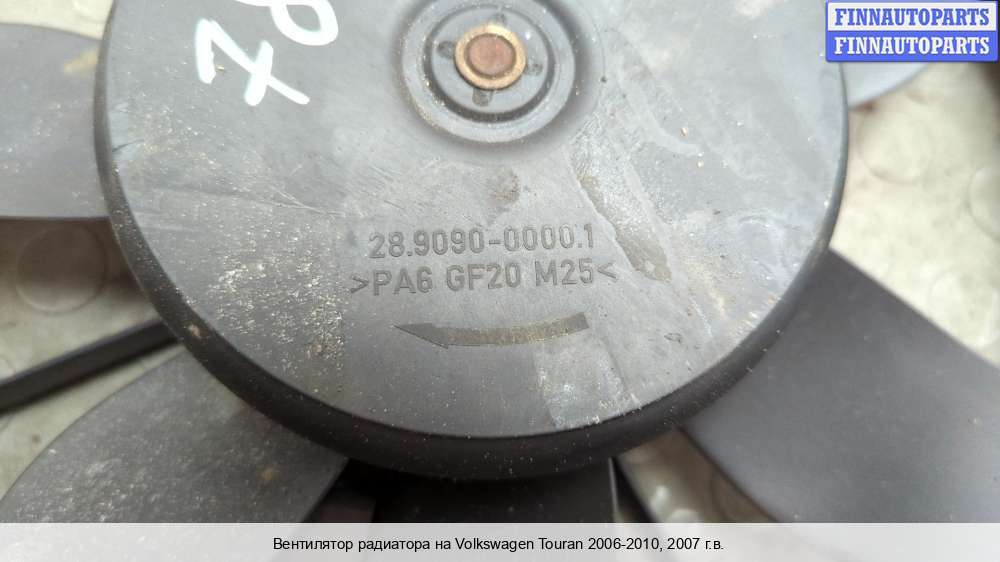 FINNAUTOPARTS
FINNAUTOPARTS
28.9090-0000.1
>PA6 GF20 M25<
Вентилятор радиатора на Volkswagen Touran 2006-2010, 2007 г.в.